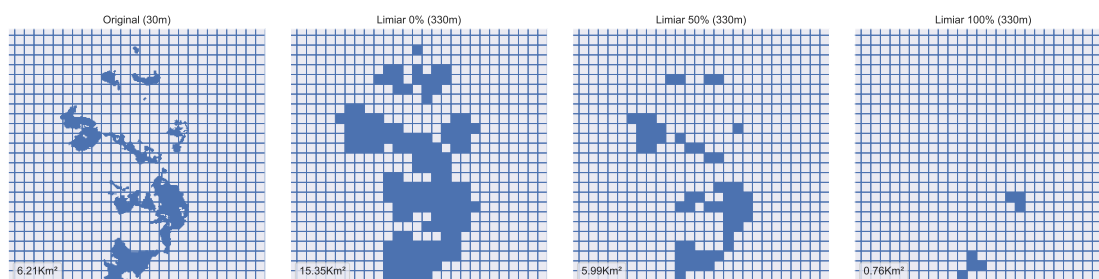 Original (30m)
Limiar 0% (330m)
Limiar 50% (330m)
Limiar 100% (330m)
6.21Km²
15.35Km²
5.99Km²
0.76Km²